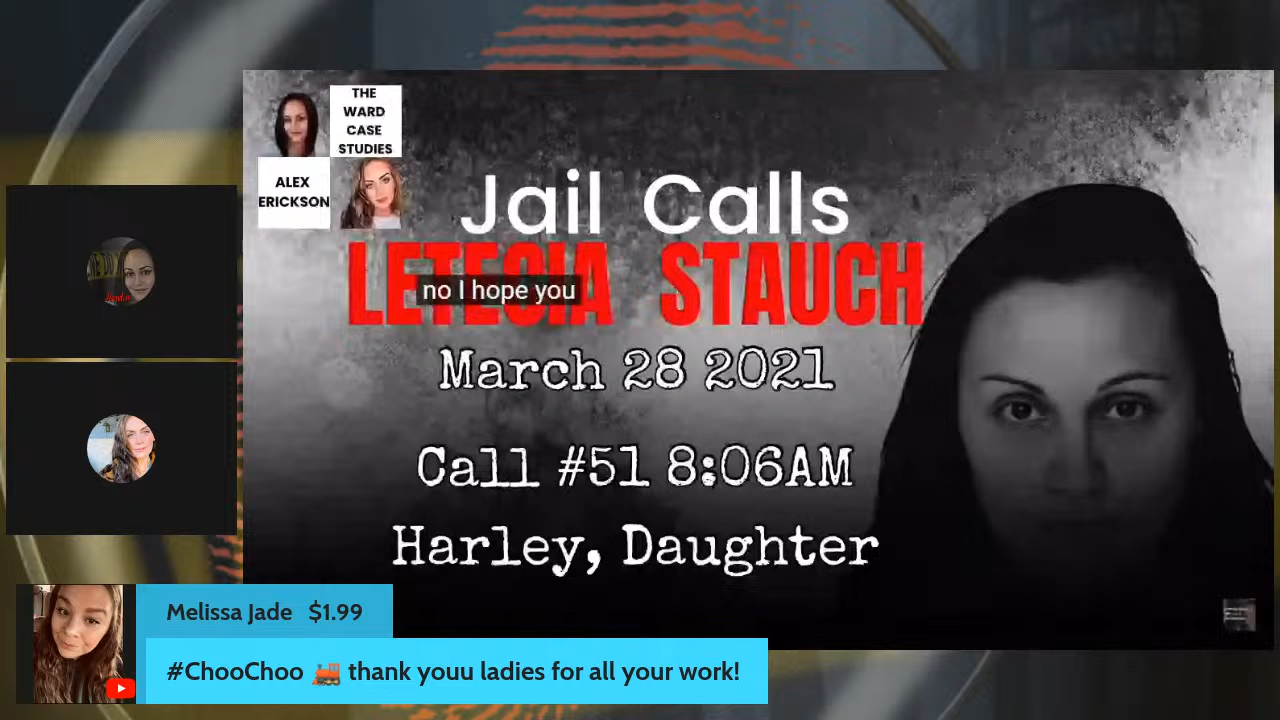 THE
WARD
CASE
STUDIES
ALEX
ERICKSON
Jail Calls
LETECIA STAUCH
no I hope you
March 28 2021
Call #51 8:06AM
Harley, Daughter
Melissa Jade $1.99
#ChooChoo 🚂 thank youu ladies for all your work!